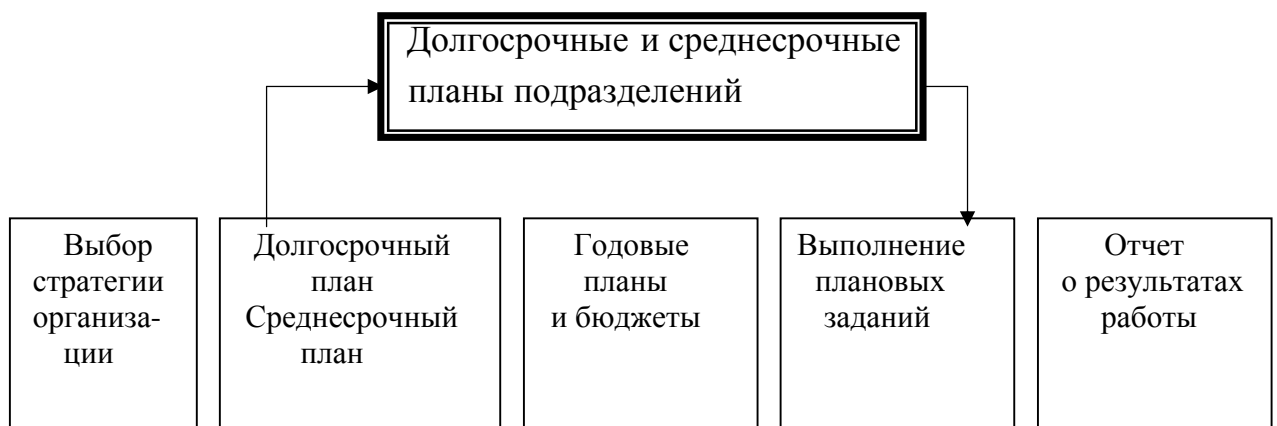 Долгосрочные и среднесрочные
планы подразделений
Выбор
стратегии
организа-
ции
Долгосрочный
план
Среднесрочный
план
Годовые
планы
и бюджеты
Выполнение
плановых
заданий
Отчет
о результатах
работы